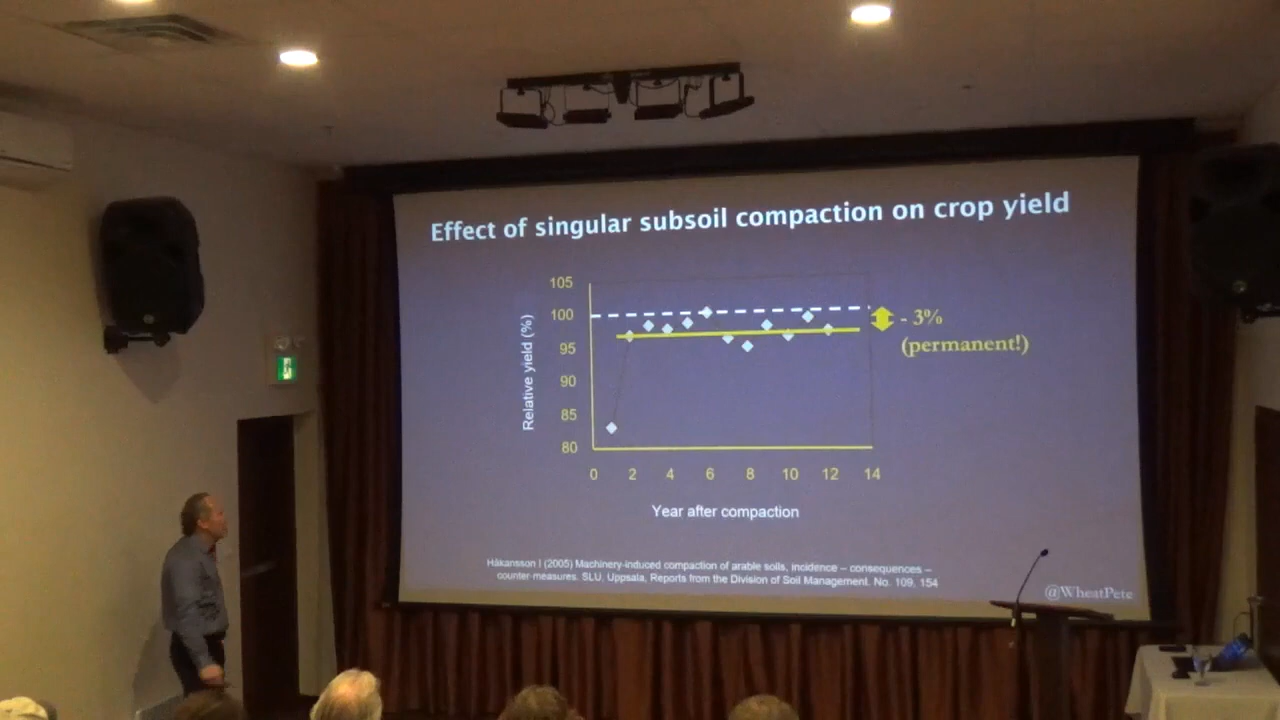 Effect of singular subsoil compaction on crop yield
105
100
95
90
85
80
Relative yield (%)
- 3%
(permanent!)
0 2 4 6 8 10 12 14
Year after compaction
Håkansson I (2005) Machinery-induced compaction of arable soils, incidence – consequences –
counter-measures. SLU, Uppsala, Reports from the Division of Soil Management. No. 109, 154
@WheatPete